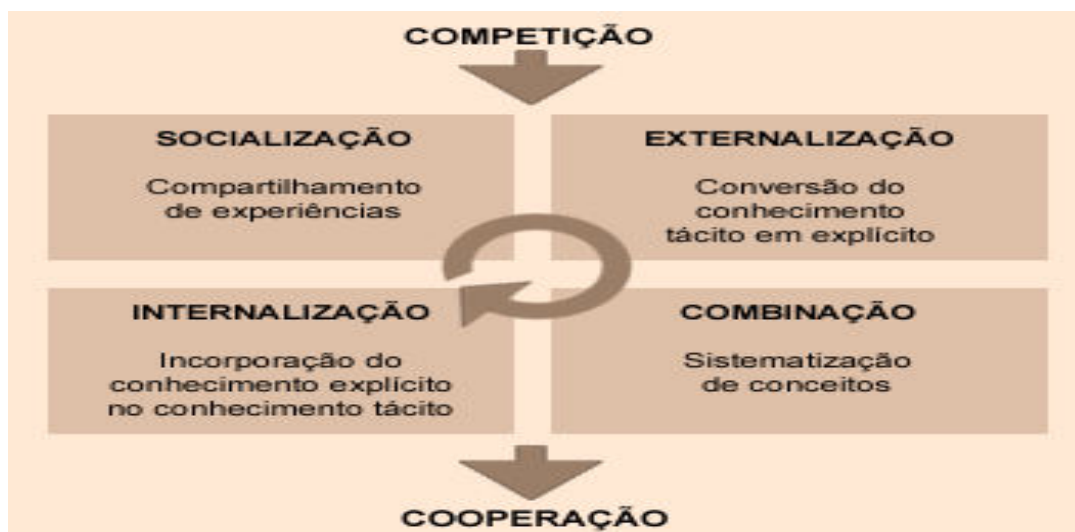 COMPETIÇÃO
SOCIALIZAÇÃO
Compartilhamento
de experiências
EXTERNALIZAÇÃO
Conversão do
conhecimento
tácito em explícito
INTERNALIZAÇÃO
Incorporação do
conhecimento explícito
no conhecimento tácito
COMBINAÇÃO
Sistematização
de conceitos
COOPERAÇÃO